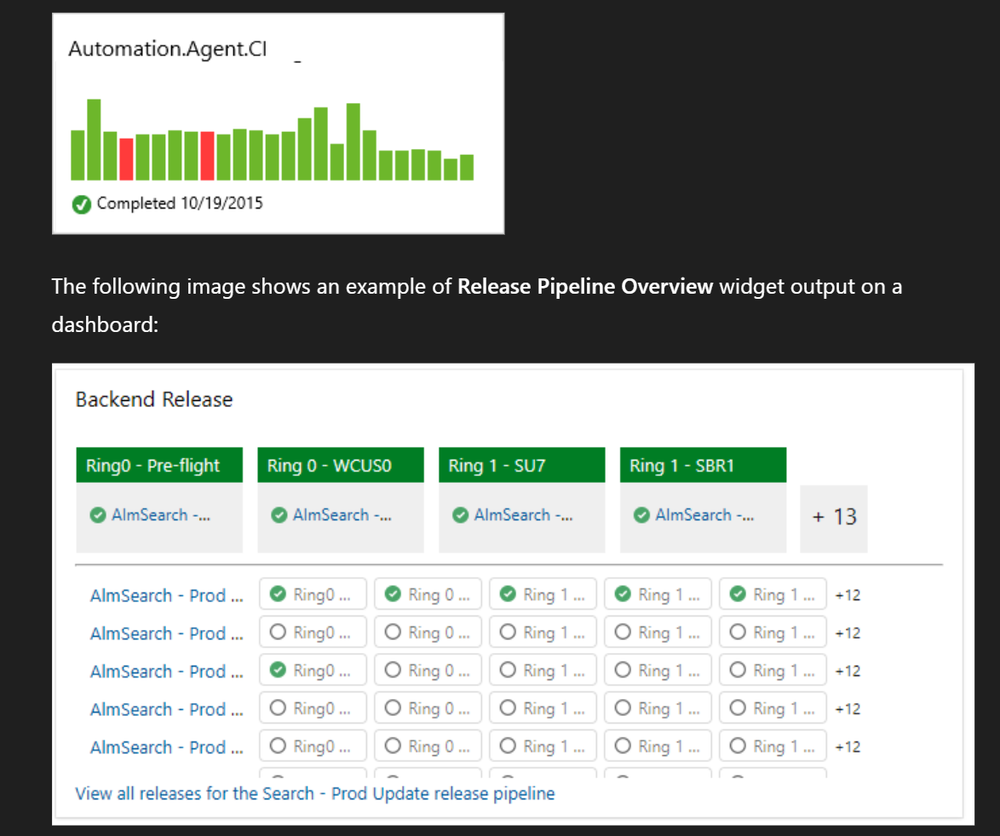 Automation.Agent.CI
Completed 10/19/2015
The following image shows an example of Release Pipeline Overview widget output on a
dashboard:
Backend Release
Ring0 - Pre-flight Ring 0 - WCUS0 Ring 1 - SU7 Ring 1 - SBR1
AlmSearch -... AlmSearch -... AlmSearch -... AlmSearch -... + 13
AlmSearch - Prod ... Ring0 ... Ring 0 ... Ring 1 ... Ring 1 ... Ring 1 ... +12
AlmSearch - Prod ... Ring0 ... Ring 0 ... Ring 1 ... Ring 1 ... Ring 1 ... +12
AlmSearch - Prod ... Ring0 ... Ring 0 ... Ring 1 ... Ring 1 ... Ring 1 ... +12
AlmSearch - Prod ... Ring0 ... Ring 0 ... Ring 1 ... Ring 1 ... Ring 1 ... +12
AlmSearch - Prod ... Ring0 ... Ring 0 ... Ring 1 ... Ring 1 ... Ring 1 ... +12
View all releases for the Search - Prod Update release pipeline